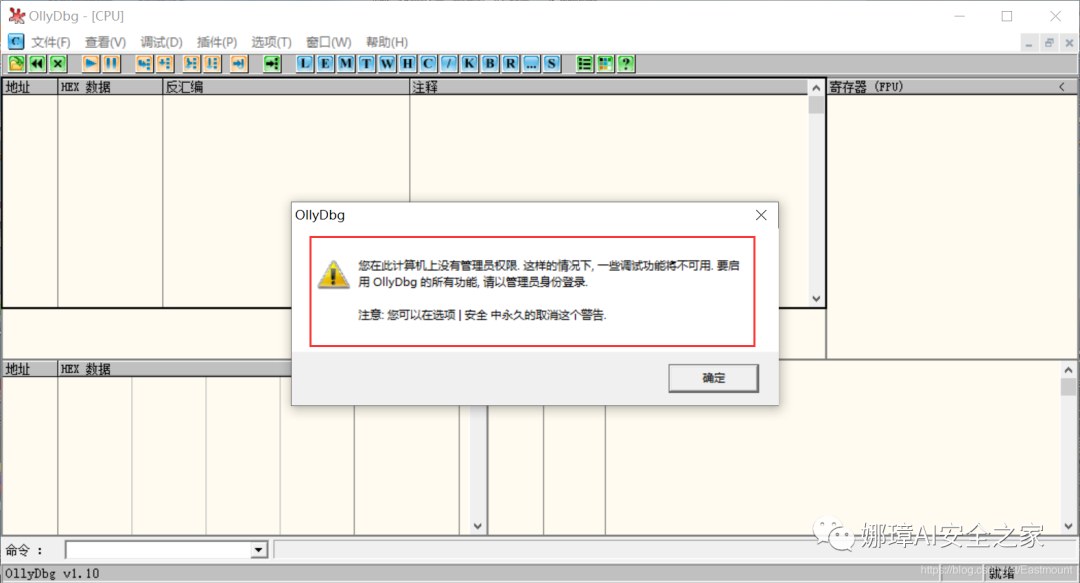 OllyDbg - [CPU]
C 文件(F) 查看(V) 调试(D) 插件(P) 选项(T) 窗口(W) 帮助(H)
L E M T W H C / K B R ... S ?
地址 HEX 数据 反汇编 注释 寄存器 (FPU) <
OllyDbg
您在此计算机上没有管理员权限. 这样的情况下, 一些调试功能将不可用. 要启
用 OllyDbg 的所有功能, 请以管理员身份登录.
注意: 您可以在选项 | 安全 中永久的取消这个警告.
确定
地址 HEX 数据
命令 :
娜璋AI安全之家
OllyDbg v1.10
就绪